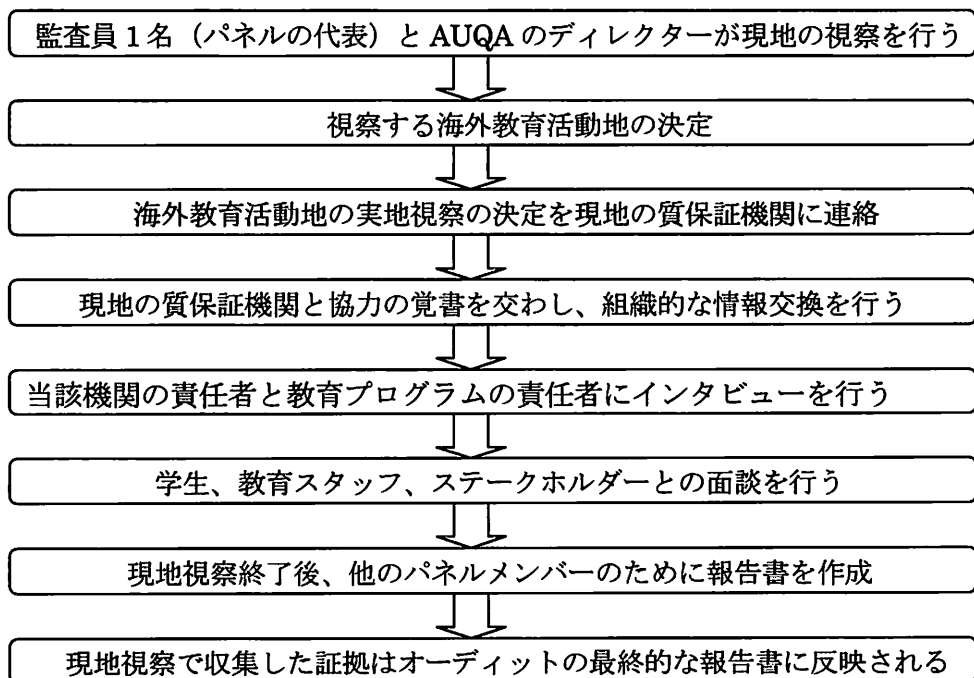 監査員1名（パネルの代表）と AUQA のディレクターが現地の視察を行う
視察する海外教育活動地の決定
海外教育活動地の実地視察の決定を現地の質保証機関に連絡
現地の質保証機関と協力の覚書を交わし、組織的な情報交換を行う
当該機関の責任者と教育プログラムの責任者にインタビューを行う
学生、教育スタッフ、ステークホルダーとの面談を行う
現地視察終了後、他のパネルメンバーのために報告書を作成
現地視察で収集した証拠はオーディットの最終的な報告書に反映される